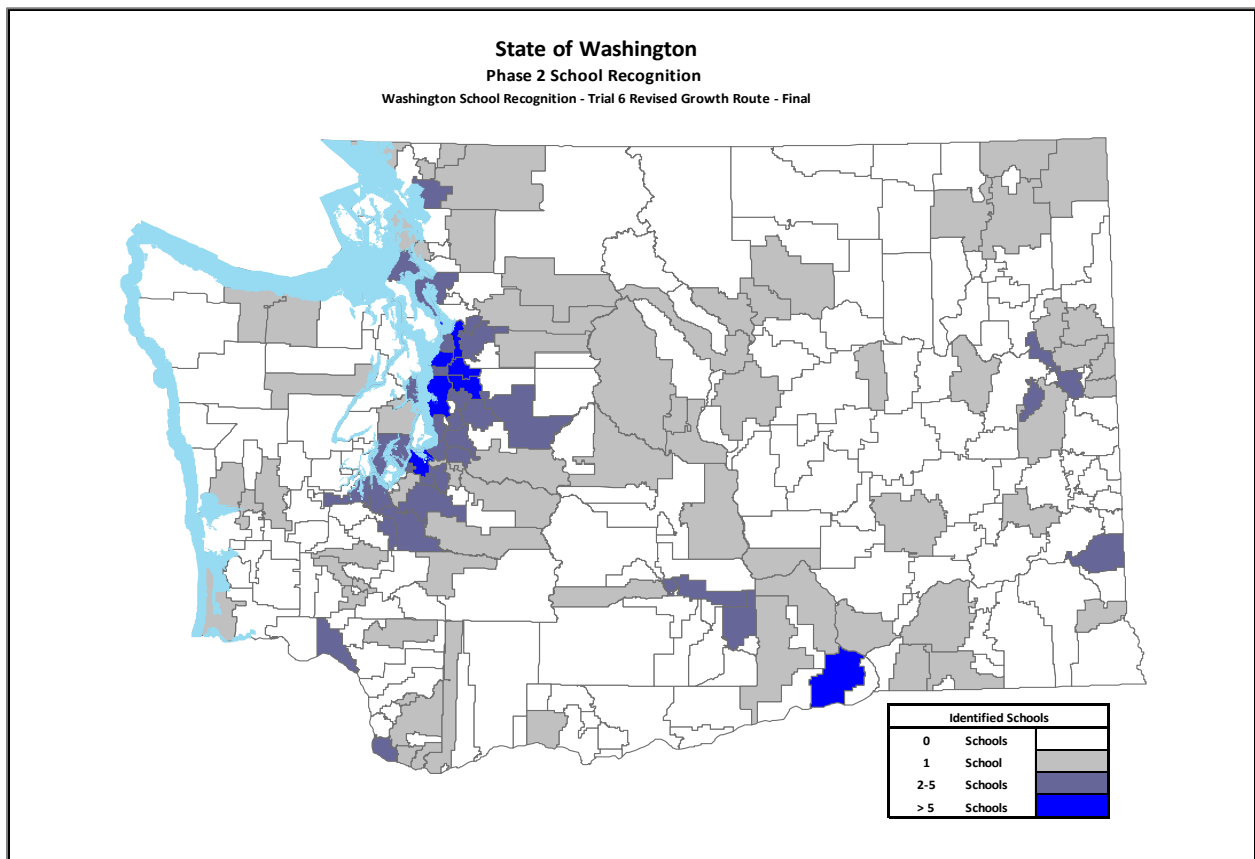 State of Washington
Phase 2 School Recognition
Washington School Recognition - Trial 6 Revised Growth Route - Final
Identified Schools
0 Schools
1 School
2-5 Schools
> 5 Schools